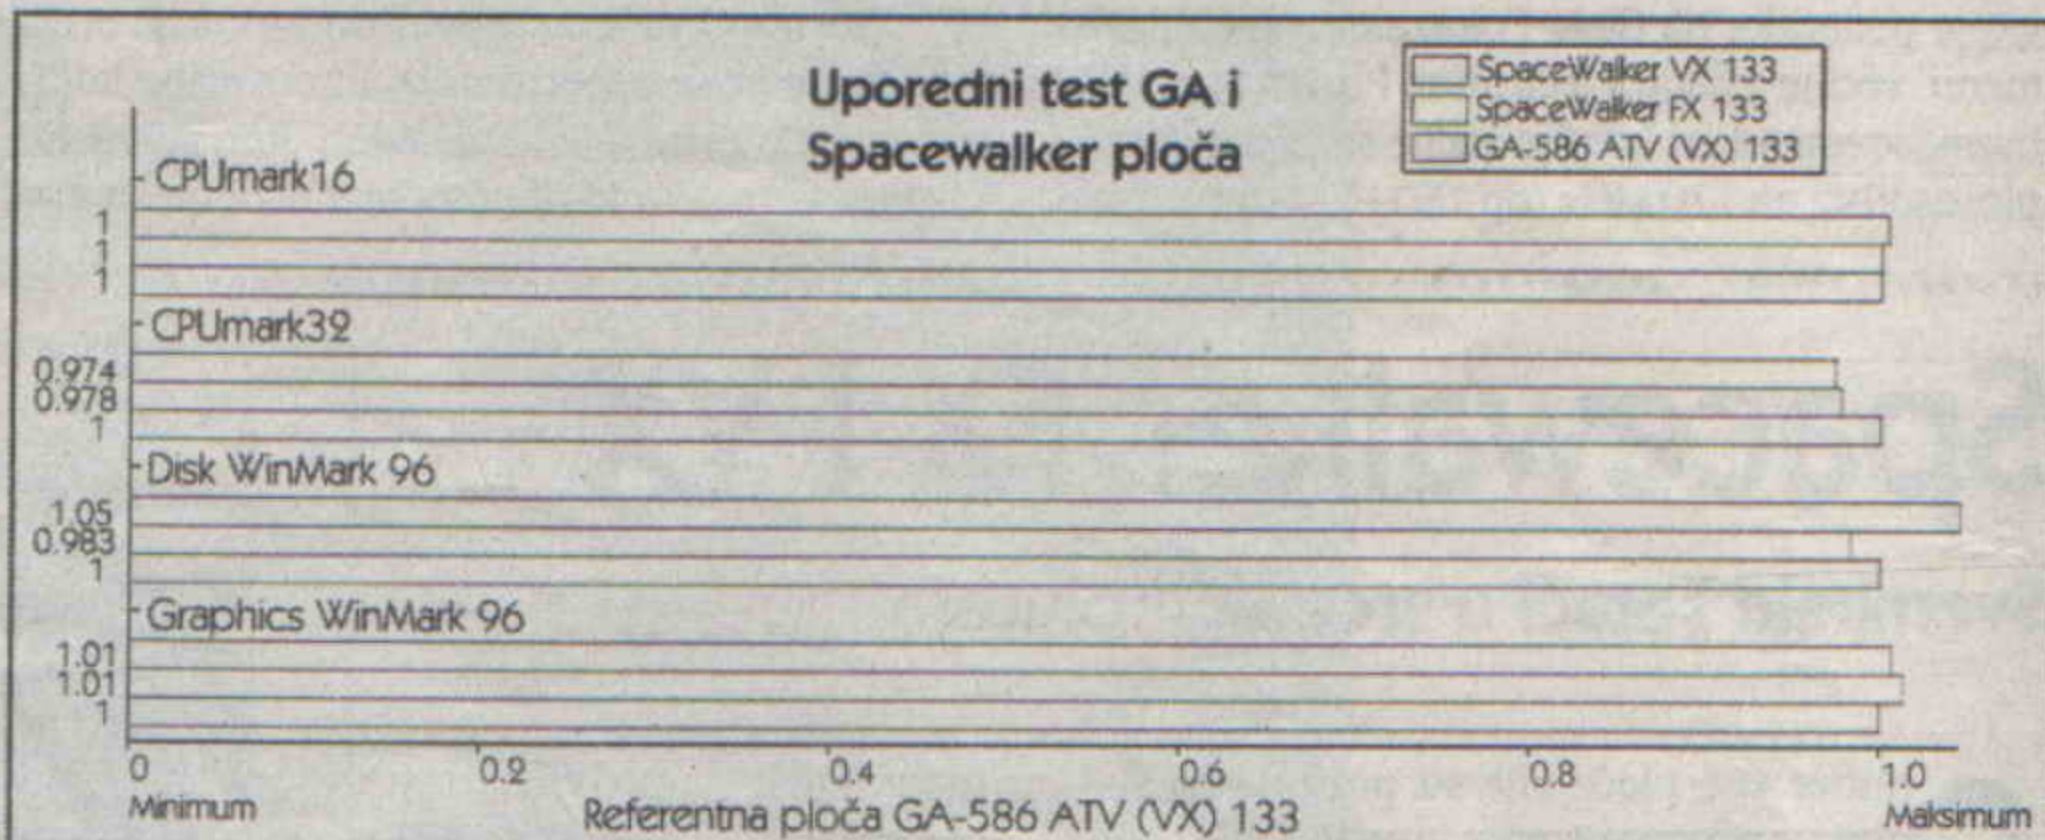 Uporedni test GA i
Spacewalker ploča
SpaceWalker VX 133
SpaceWalker FX 133
GA-586 ATV (VX) 133
CPUmark16
1
1
1
CPUmark32
0.974
0.978
1
Disk WinMark 96
1.05
0.983
1
Graphics WinMark 96
1.01
1.01
1
0 0.2 0.4 0.6 0.8 1.0
Minimum Maksimum
Referentna ploča GA-586 ATV (VX) 133